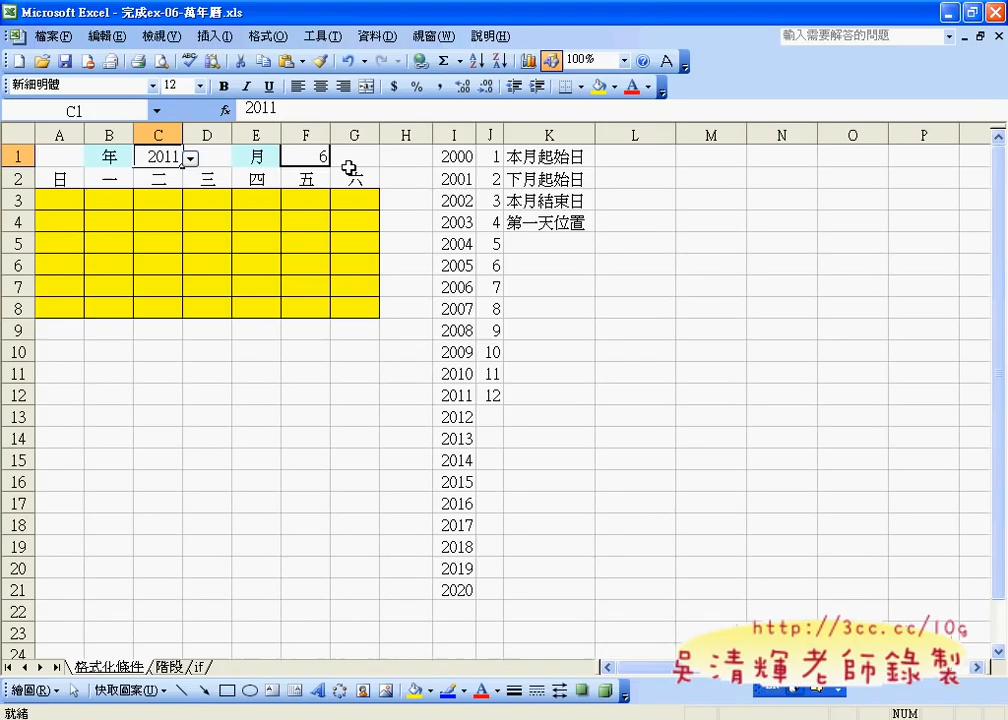 Microsoft Excel - 完成ex-06-萬年曆.xls
檔案(F) 編輯(E) 檢視(V) 插入(I) 格式(O) 工具(T) 資料(D) 視窗(W) 說明(H) 輸入需要解答的問題
100%
新細明體 12 B I U
C1 fx 2011
A B C D E F G H I J K L M N O P
1 年 2011 月 6 2000 1 本月起始日
2 日 一 二 三 四 五 六 2001 2 下月起始日
3 2002 3 本月結束日
4 2003 4 第一天位置
5 2004 5
6 2005 6
7 2006 7
8 2007 8
9 2008 9
10 2009 10
11 2010 11
12 2011 12
13 2012
14 2013
15 2014
16 2015
17 2016
18 2017
19 2018
20 2019
21 2020
22
23
24
http://3cc.cc/10g
吳清輝老師錄製
格式化條件 階段 if
繪圖(R) 快取圖案(U)
就緒 NUM